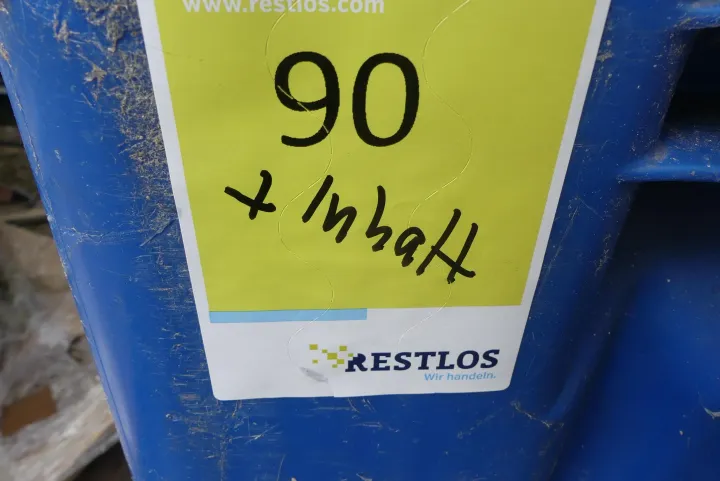 www.restlos.com
90
+ Inhalt
RESTLOS
Wir handeln.